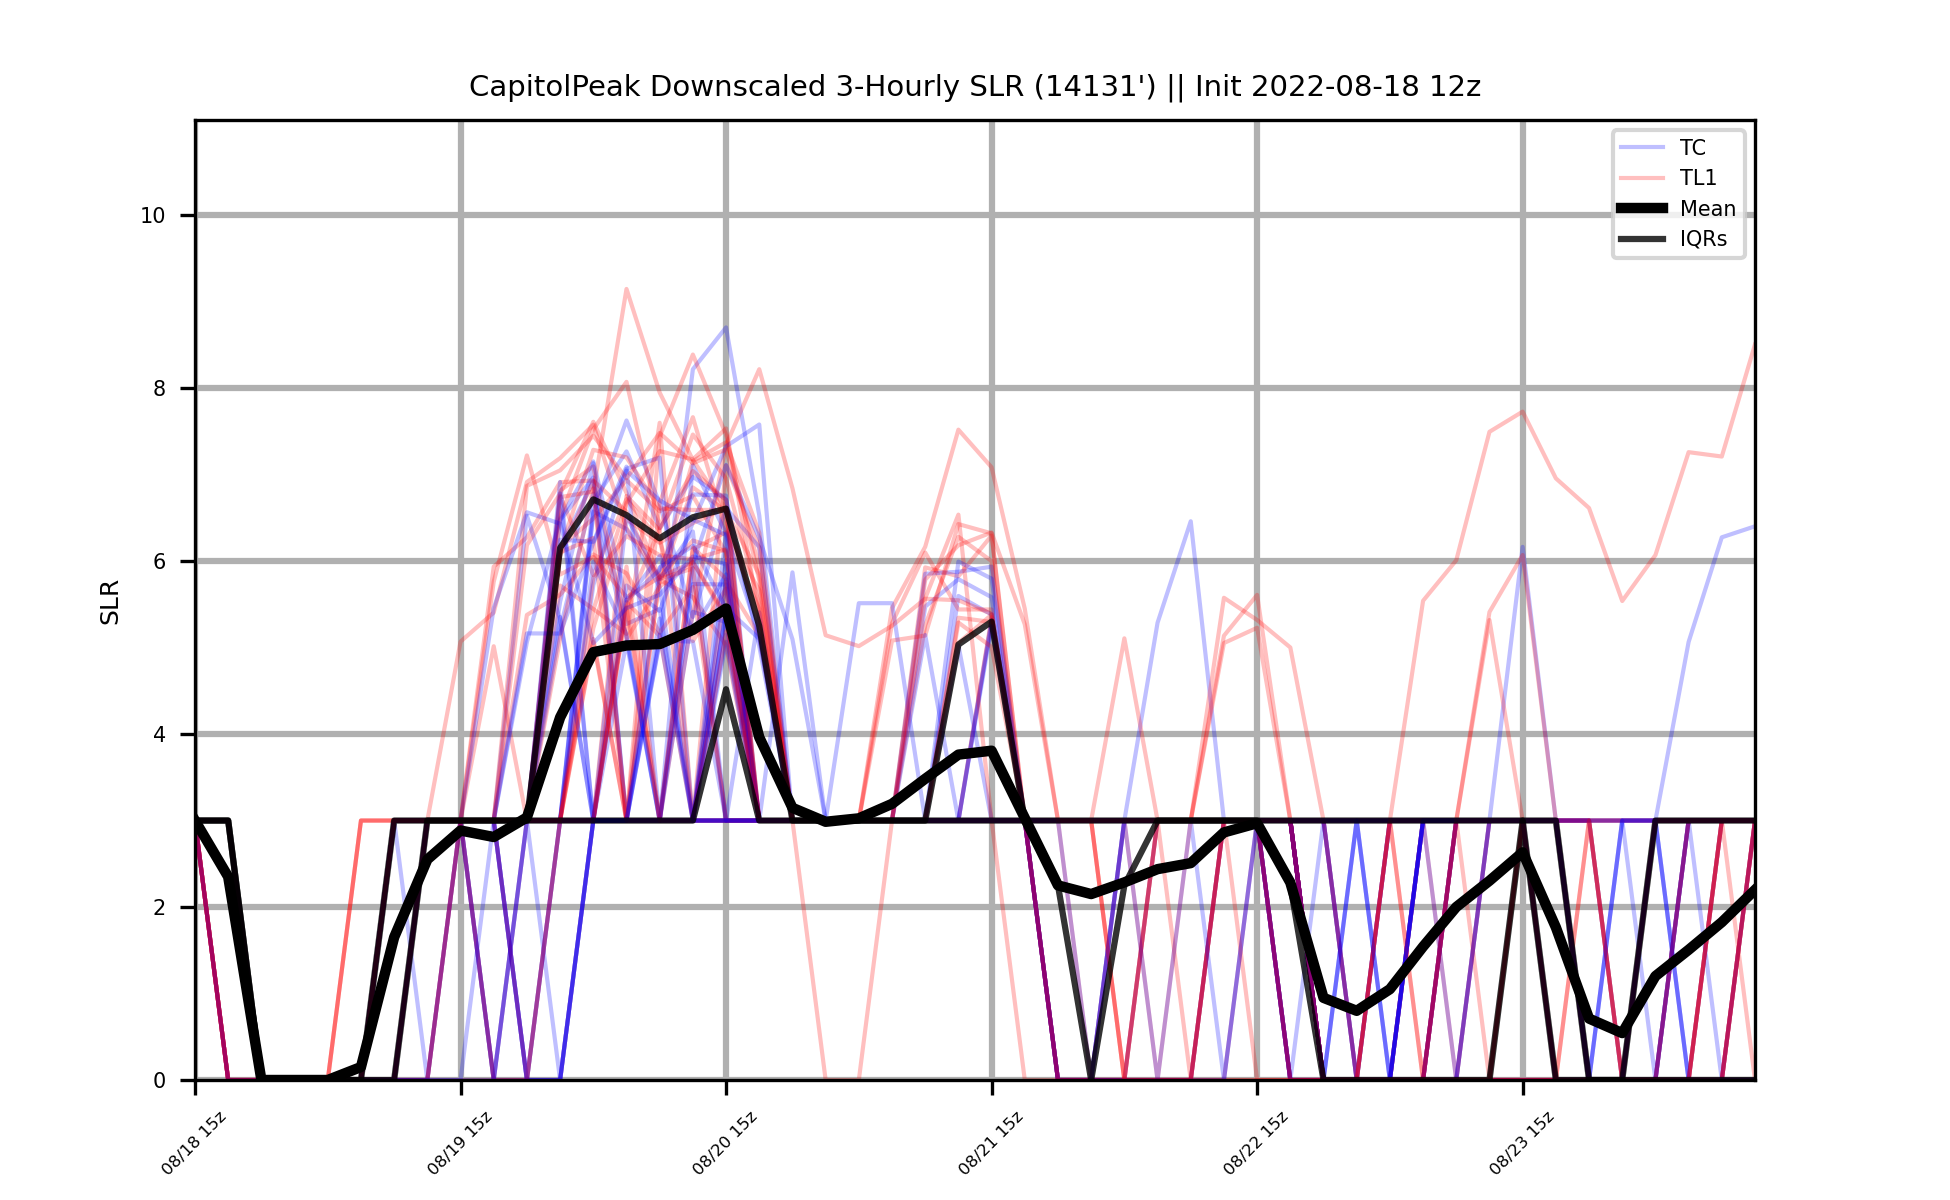 CapitolPeak Downscaled 3-Hourly SLR (14131') || Init 2022-08-18 12z
TC
TL1
Mean
IQRs
10
8
6
4
2
0
SLR
08/18 15z
08/19 15z
08/20 15z
08/21 15z
08/22 15z
08/23 15z